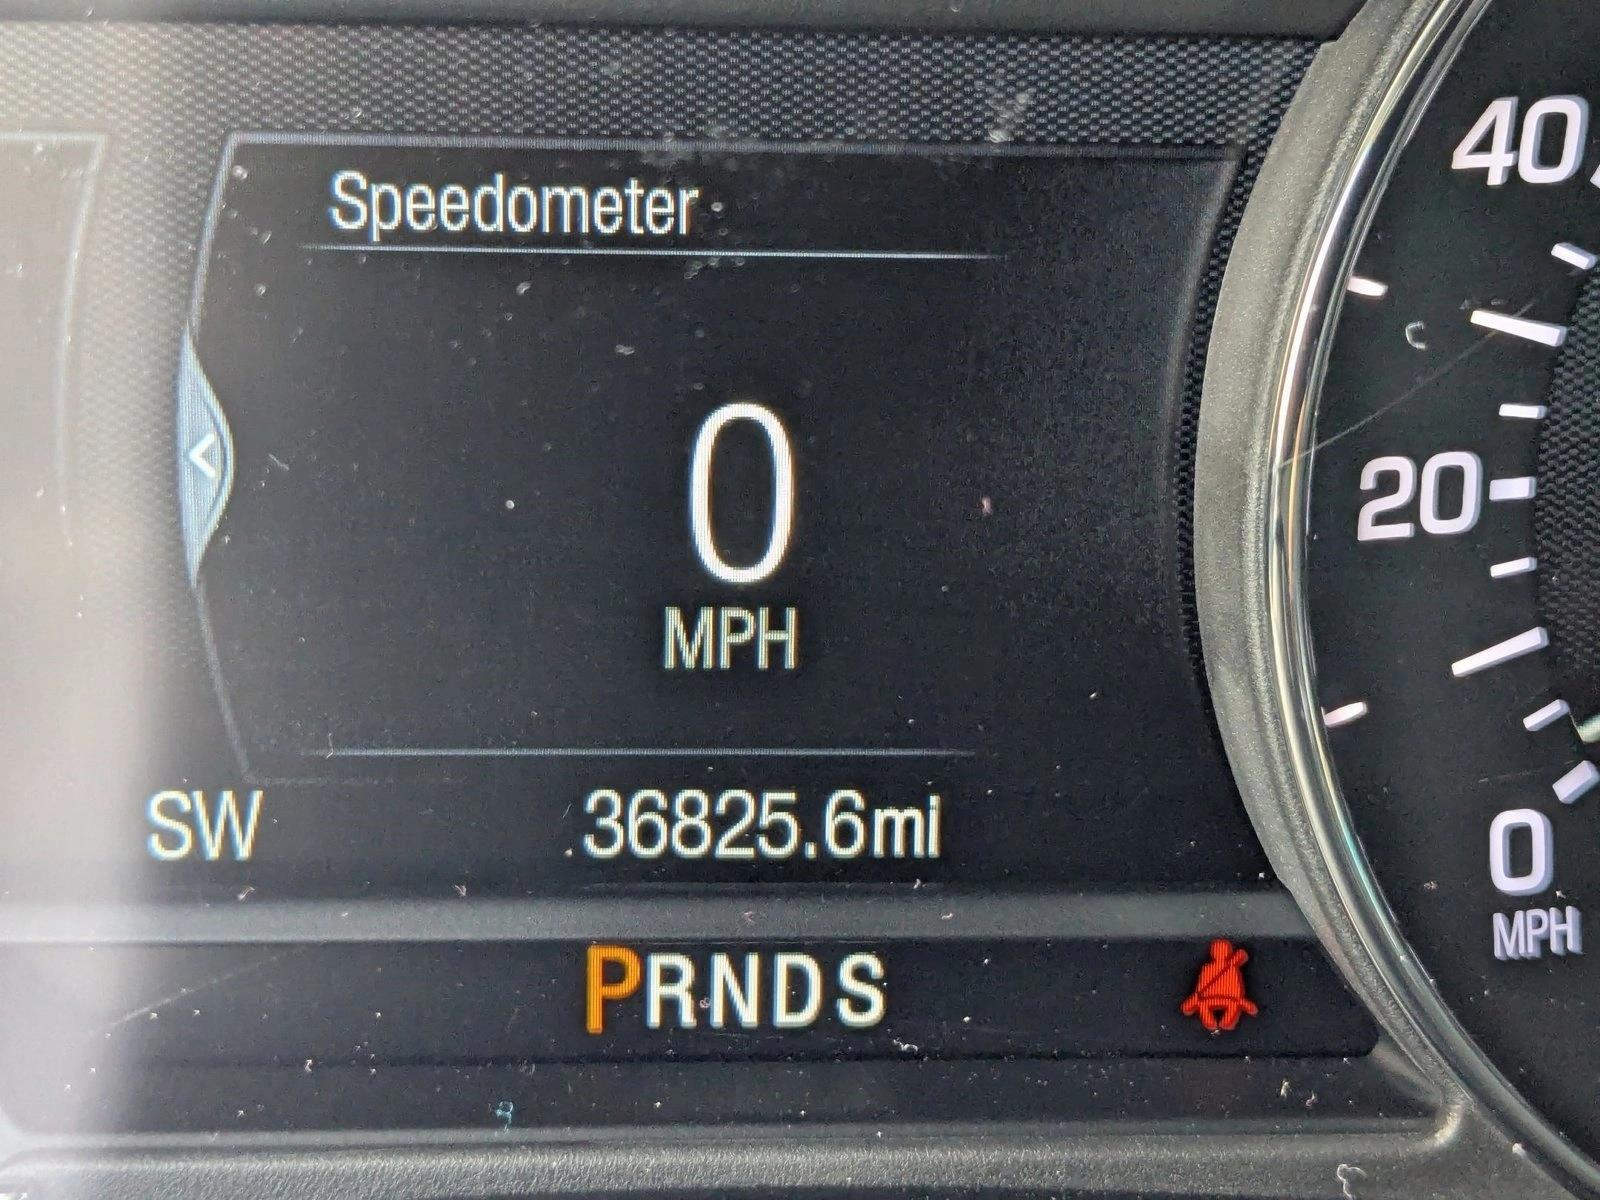 Speedometer
0
MPH
SW 36825.6mi
PRNDS
40
20
0
MPH